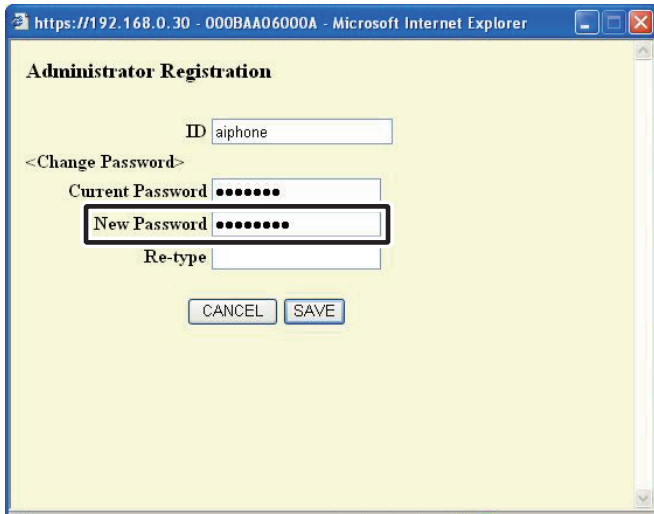 https://192.168.0.30 - 000BAA06000A - Microsoft Internet Explorer
Administrator Registration
ID aiphone
<Change Password>
Current Password ●●●●●●●
New Password ●●●●●●●●
Re-type
CANCEL SAVE